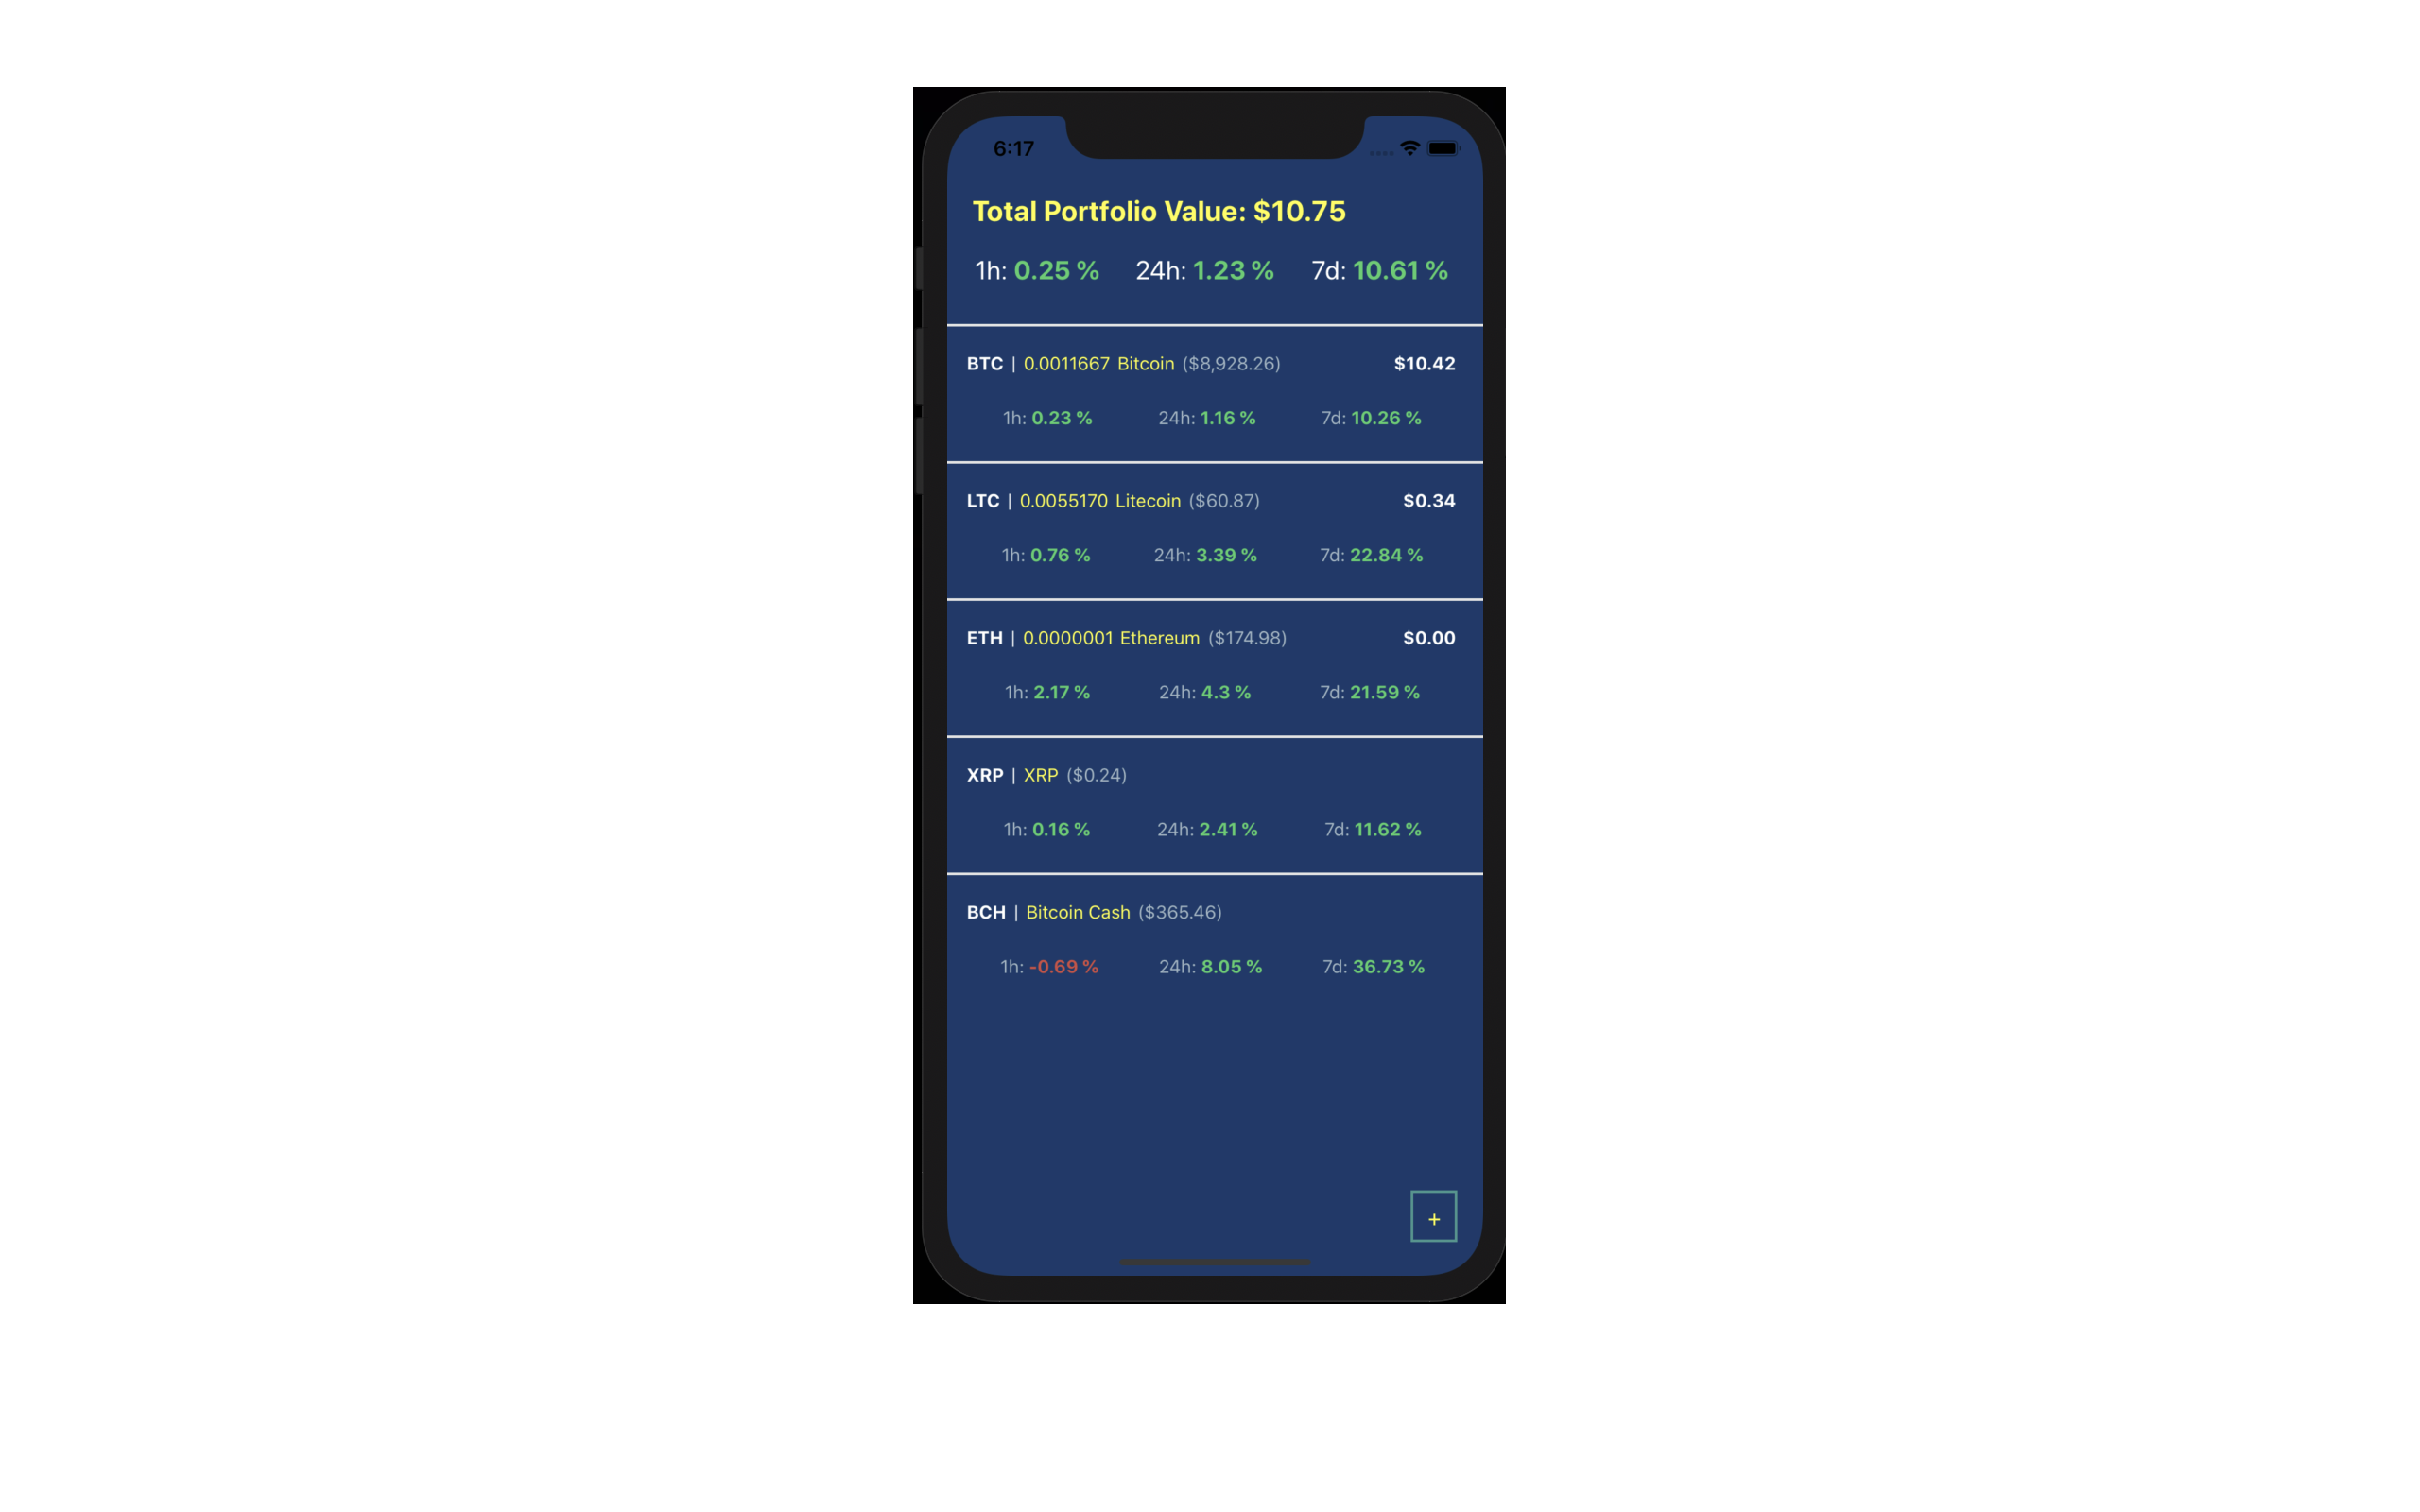 6:17
Total Portfolio Value: $10.75
1h: 0.25 % 24h: 1.23 % 7d: 10.61 %
BTC | 0.0011667 Bitcoin ($8,928.26) $10.42
1h: 0.23 % 24h: 1.16 % 7d: 10.26 %
LTC | 0.0055170 Litecoin ($60.87) $0.34
1h: 0.76 % 24h: 3.39 % 7d: 22.84 %
ETH | 0.0000001 Ethereum ($174.98) $0.00
1h: 2.17 % 24h: 4.3 % 7d: 21.59 %
XRP | XRP ($0.24)
1h: 0.16 % 24h: 2.41 % 7d: 11.62 %
BCH | Bitcoin Cash ($365.46)
1h: -0.69 % 24h: 8.05 % 7d: 36.73 %
+